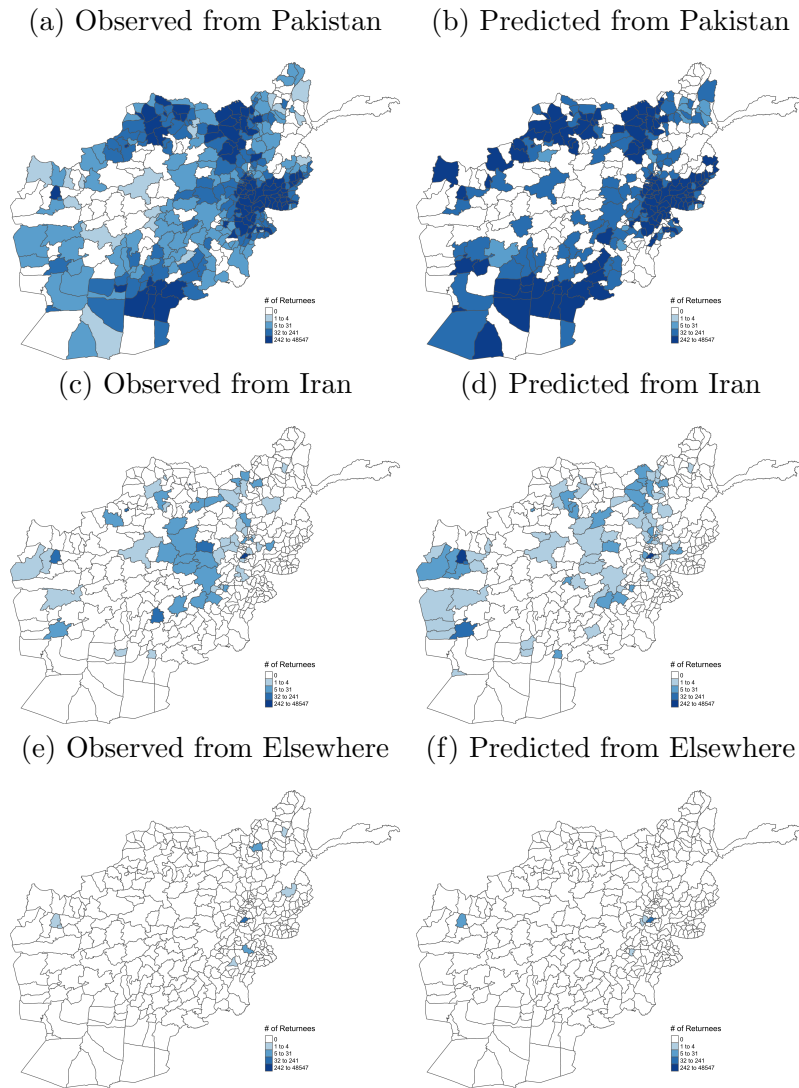 (a) Observed from Pakistan
(b) Predicted from Pakistan
# of Returnees
0
1 to 4
5 to 31
32 to 241
242 to 48547
# of Returnees
0
1 to 4
5 to 31
32 to 241
242 to 48547
(c) Observed from Iran
(d) Predicted from Iran
# of Returnees
0
1 to 4
5 to 31
32 to 241
242 to 48547
# of Returnees
0
1 to 4
5 to 31
32 to 241
242 to 48547
(e) Observed from Elsewhere
(f) Predicted from Elsewhere
# of Returnees
0
1 to 4
5 to 31
32 to 241
242 to 48547
# of Returnees
0
1 to 4
5 to 31
32 to 241
242 to 48547